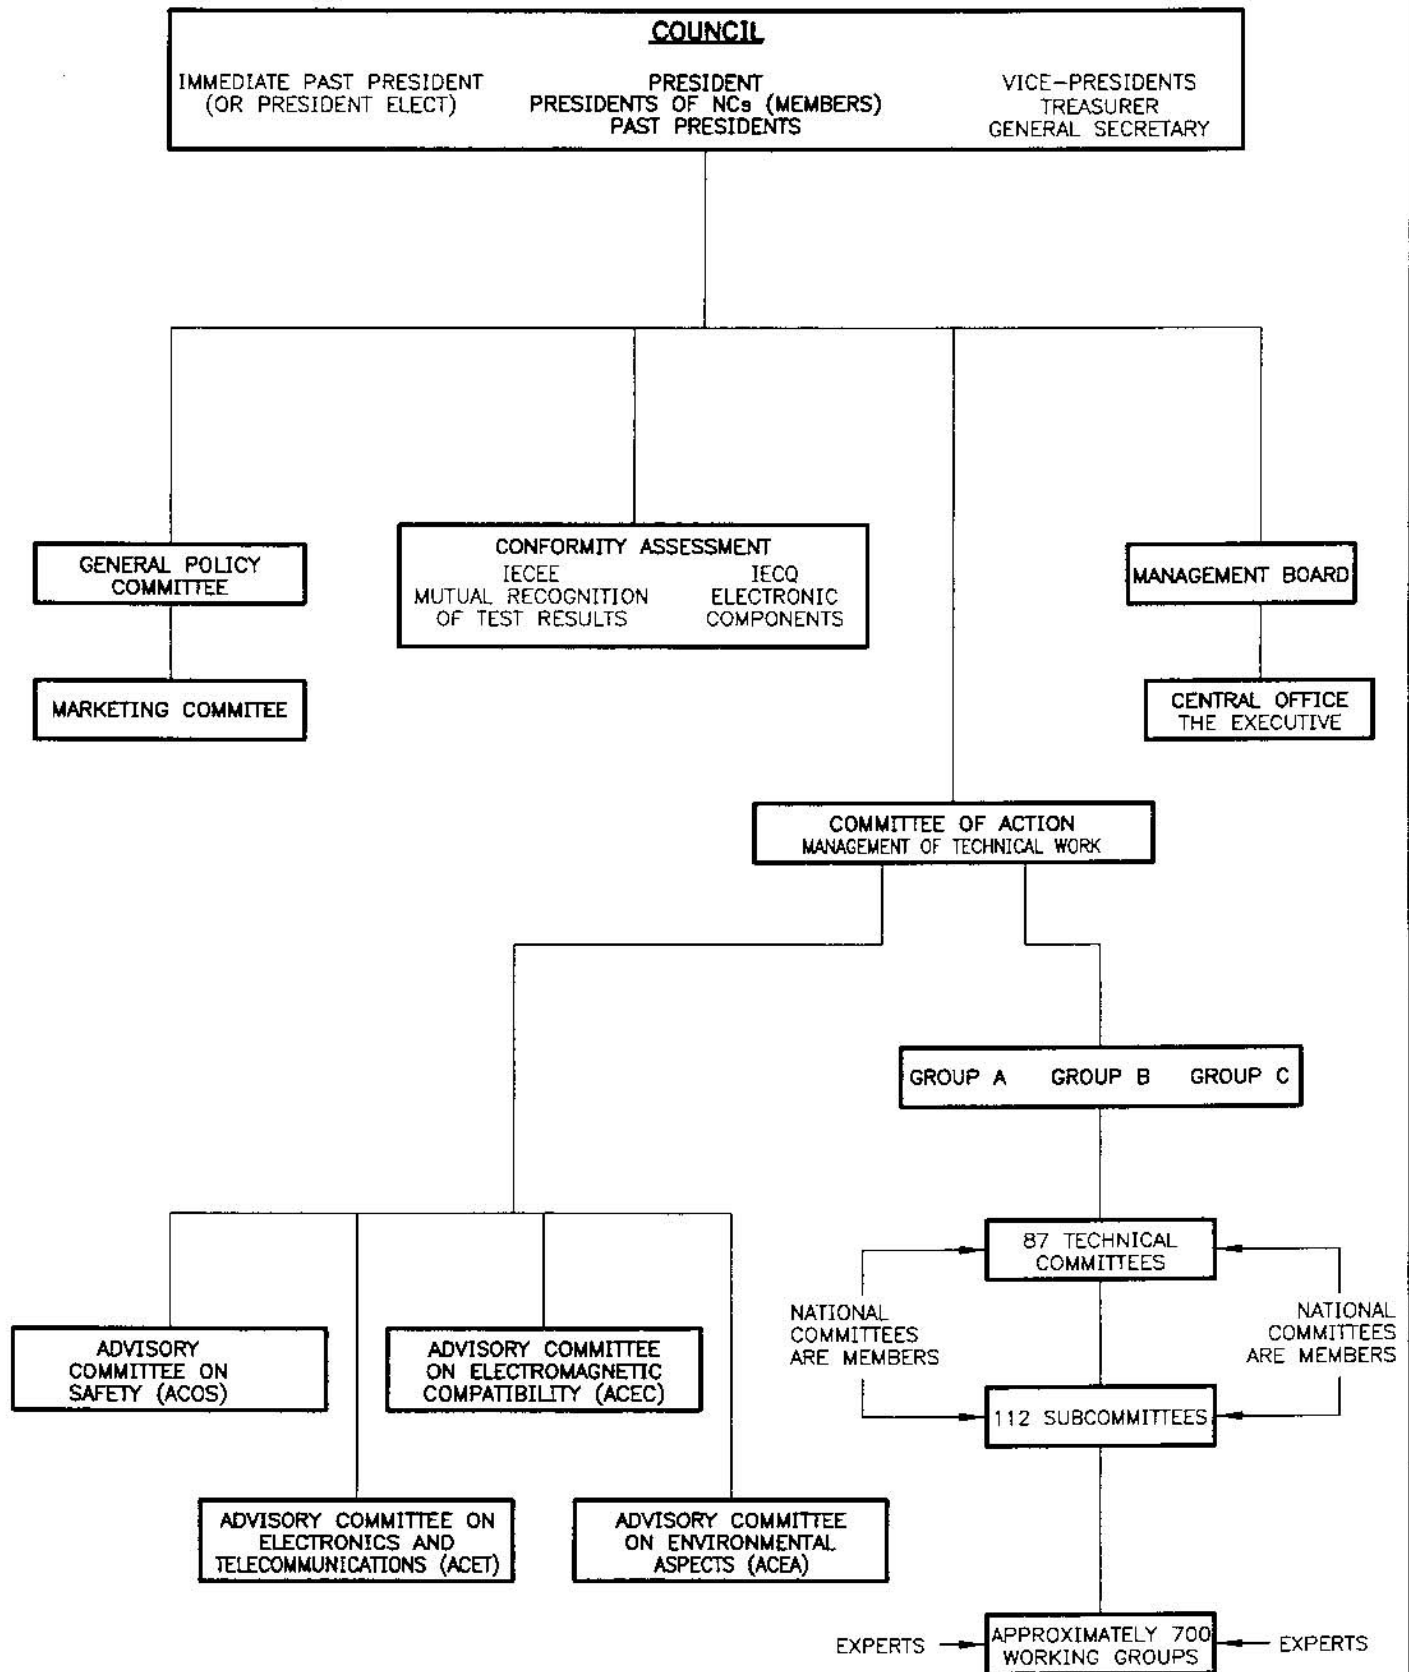 COUNCIL
IMMEDIATE PAST PRESIDENT
(OR PRESIDENT ELECT)
PRESIDENT
PRESIDENTS OF NCs (MEMBERS)
PAST PRESIDENTS
VICE-PRESIDENTS
TREASURER
GENERAL SECRETARY
GENERAL POLICY
COMMITTEE
CONFORMITY ASSESSMENT
IECEE
MUTUAL RECOGNITION
OF TEST RESULTS
IECQ
ELECTRONIC
COMPONENTS
MANAGEMENT BOARD
MARKETING COMMITEE
CENTRAL OFFICE
THE EXECUTIVE
COMMITTEE OF ACTION
MANAGEMENT OF TECHNICAL WORK
GROUP A GROUP B GROUP C
87 TECHNICAL
COMMITTEES
NATIONAL
COMMITTEES
ARE MEMBERS
NATIONAL
COMMITTEES
ARE MEMBERS
ADVISORY
COMMITTEE ON
SAFETY (ACOS)
ADVISORY COMMITTEE
ON ELECTROMAGNETIC
COMPATIBILITY (ACEC)
112 SUBCOMMITTEES
ADVISORY COMMITTEE ON
ELECTRONICS AND
TELECOMMUNICATIONS (ACET)
ADVISORY COMMITTEE
ON ENVIRONMENTAL
ASPECTS (ACEA)
EXPERTS
APPROXIMATELY 700
WORKING GROUPS
EXPERTS